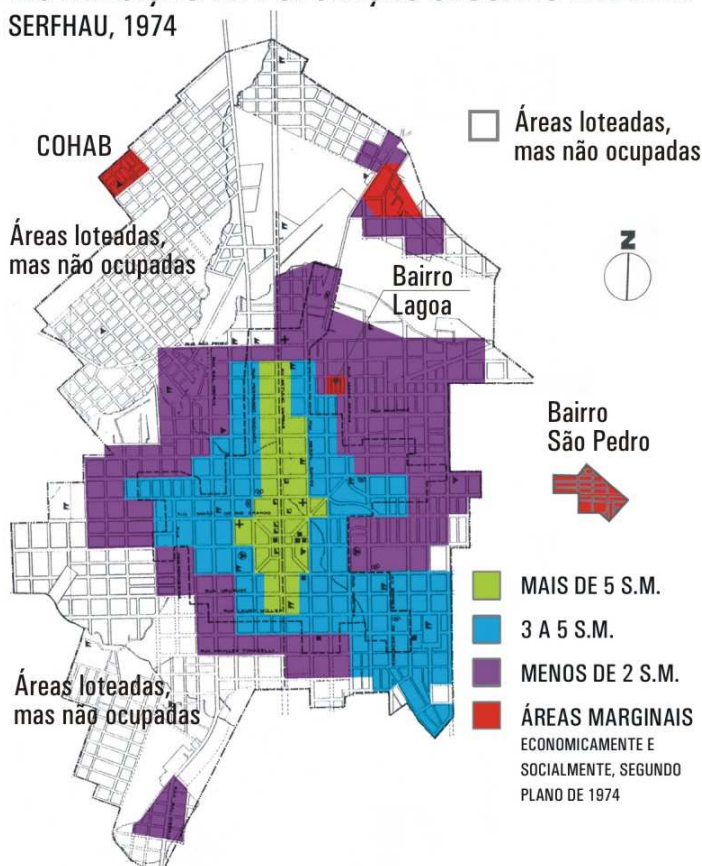 SERFHAU, 1974
COHAB
Áreas loteadas,
mas não ocupadas
Áreas loteadas,
mas não ocupadas
N
Bairro
Lagoa
Bairro
São Pedro
MAIS DE 5 S.M.
3 A 5 S.M.
MENOS DE 2 S.M.
ÁREAS MARGINAIS
ECONOMICAMENTE E
SOCIALMENTE, SEGUNDO
PLANO DE 1974
Áreas loteadas,
mas não ocupadas